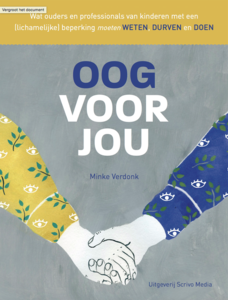 Vergroot het document
Wat ouders en professionals van kinderen met een
(lichamelijke) beperking moeten WETEN, DURVEN en DOEN
OOG
VOOR
JOU
Minke Verdonk
Uitgeverij Scrivo Media